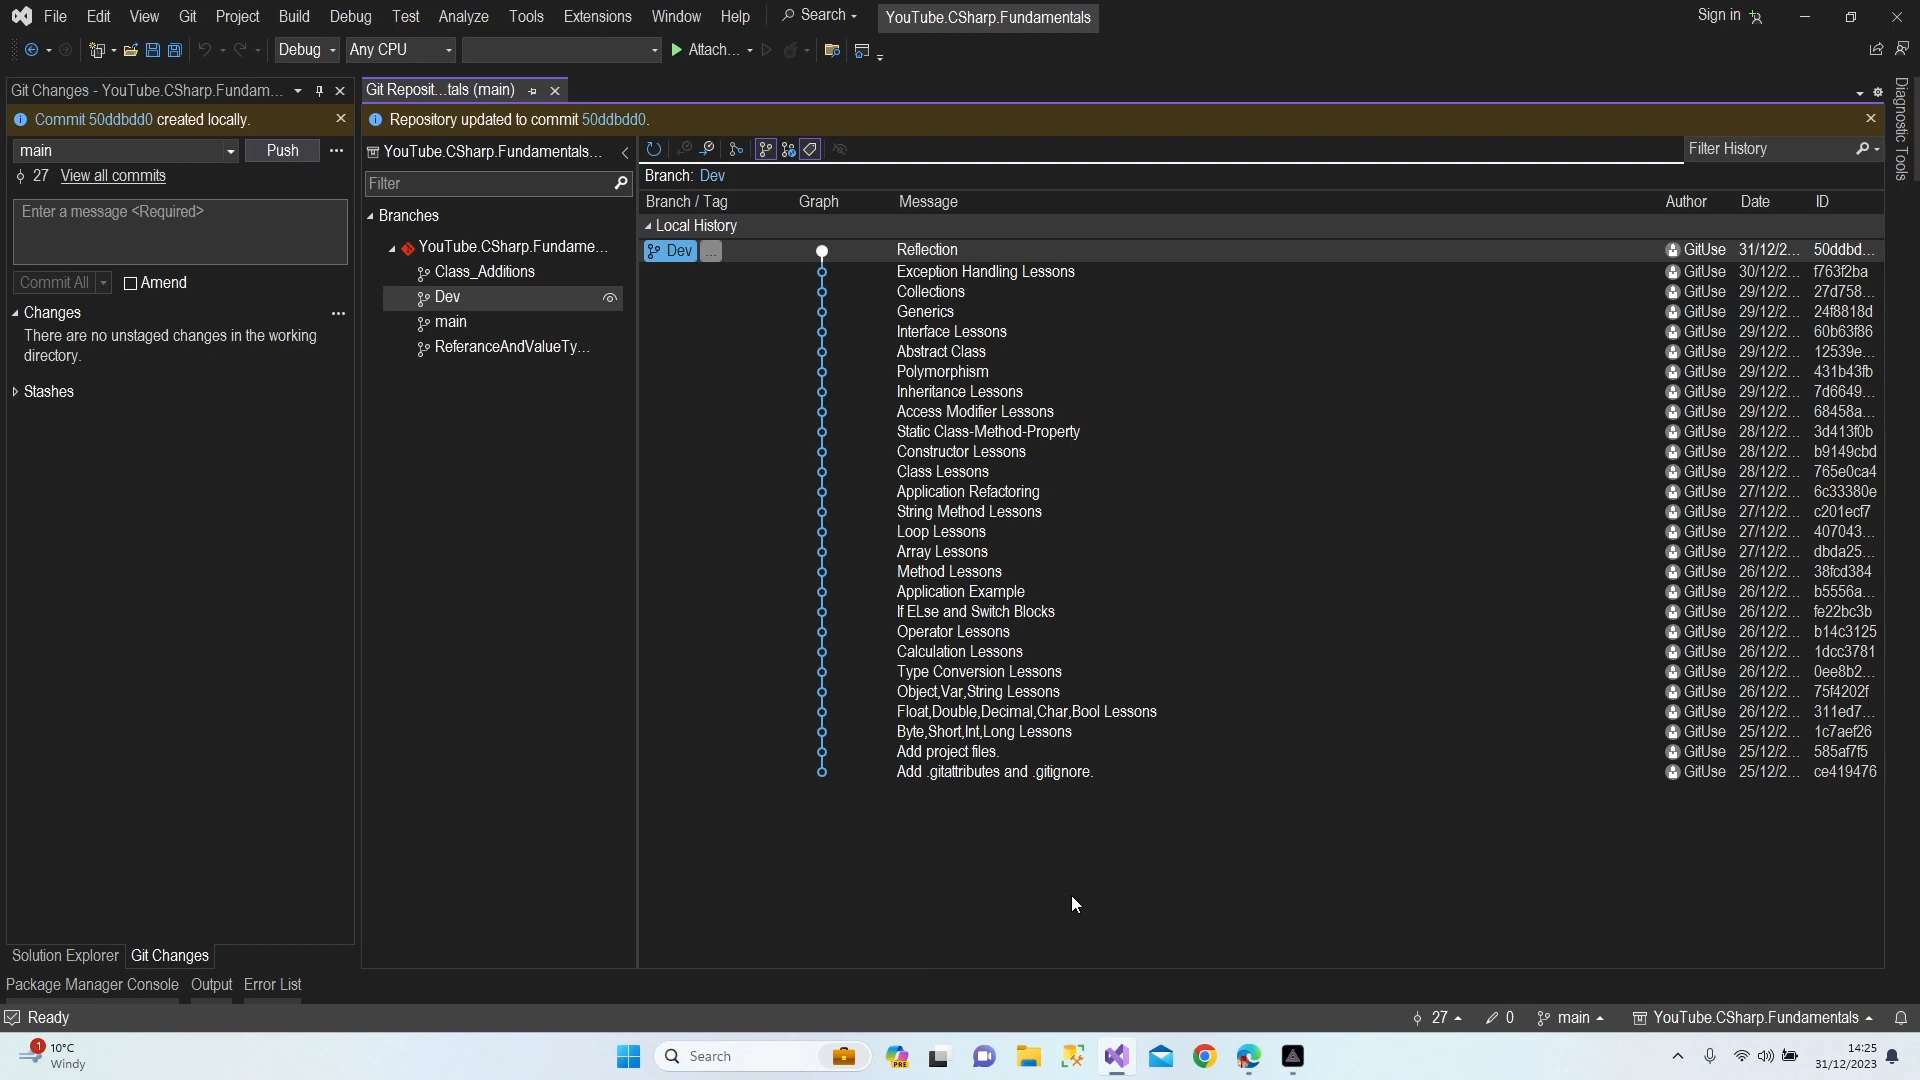 File Edit View Git Project Build Debug Test Analyze Tools Extensions Window Help Search YouTube.CSharp.Fundamentals Sign in
Debug Any CPU Attach...
Git Changes - YouTube.CSharp.Fundam...
Git Reposit...tals (main)
Diagnostic Tools
Commit 50ddbdd0 created locally.
Repository updated to commit 50ddbdd0.
main Push
27 View all commits
Enter a message <Required>
Commit All Amend
Changes
There are no unstaged changes in the working
directory.
Stashes
YouTube.CSharp.Fundamentals...
Filter
Branches
YouTube.CSharp.Fundame...
Class_Additions
Dev
main
ReferanceAndValueTy...
Filter History
Branch: Dev
Branch / Tag Graph Message Author Date ID
Local History
Dev ... Reflection GitUse 31/12/2... 50ddbd...
Exception Handling Lessons GitUse 30/12/2... f763f2ba
Collections GitUse 29/12/2... 27d758...
Generics GitUse 29/12/2... 24f8818d
Interface Lessons GitUse 29/12/2... 60b63f86
Abstract Class GitUse 29/12/2... 12539e...
Polymorphism GitUse 29/12/2... 431b43fb
Inheritance Lessons GitUse 29/12/2... 7d6649...
Access Modifier Lessons GitUse 29/12/2... 68458a...
Static Class-Method-Property GitUse 28/12/2... 3d413f0b
Constructor Lessons GitUse 28/12/2... b9149cbd
Class Lessons GitUse 28/12/2... 765e0ca4
Application Refactoring GitUse 27/12/2... 6c33380e
String Method Lessons GitUse 27/12/2... c201ecf7
Loop Lessons GitUse 27/12/2... 407043...
Array Lessons GitUse 27/12/2... dbda25...
Method Lessons GitUse 26/12/2... 38fcd384
Application Example GitUse 26/12/2... b5556a...
If ELse and Switch Blocks GitUse 26/12/2... fe22bc3b
Operator Lessons GitUse 26/12/2... b14c3125
Calculation Lessons GitUse 26/12/2... 1dcc3781
Type Conversion Lessons GitUse 26/12/2... 0ee8b2...
Object,Var,String Lessons GitUse 26/12/2... 75f4202f
Float,Double,Decimal,Char,Bool Lessons GitUse 26/12/2... 311ed7...
Byte,Short,Int,Long Lessons GitUse 25/12/2... 1c7aef26
Add project files. GitUse 25/12/2... 585af7f5
Add .gitattributes and .gitignore. GitUse 25/12/2... ce419476
Solution Explorer Git Changes
Package Manager Console Output Error List
Ready 27 0 main YouTube.CSharp.Fundamentals
1 10°C
Windy
Search
PRE
14:25
31/12/2023